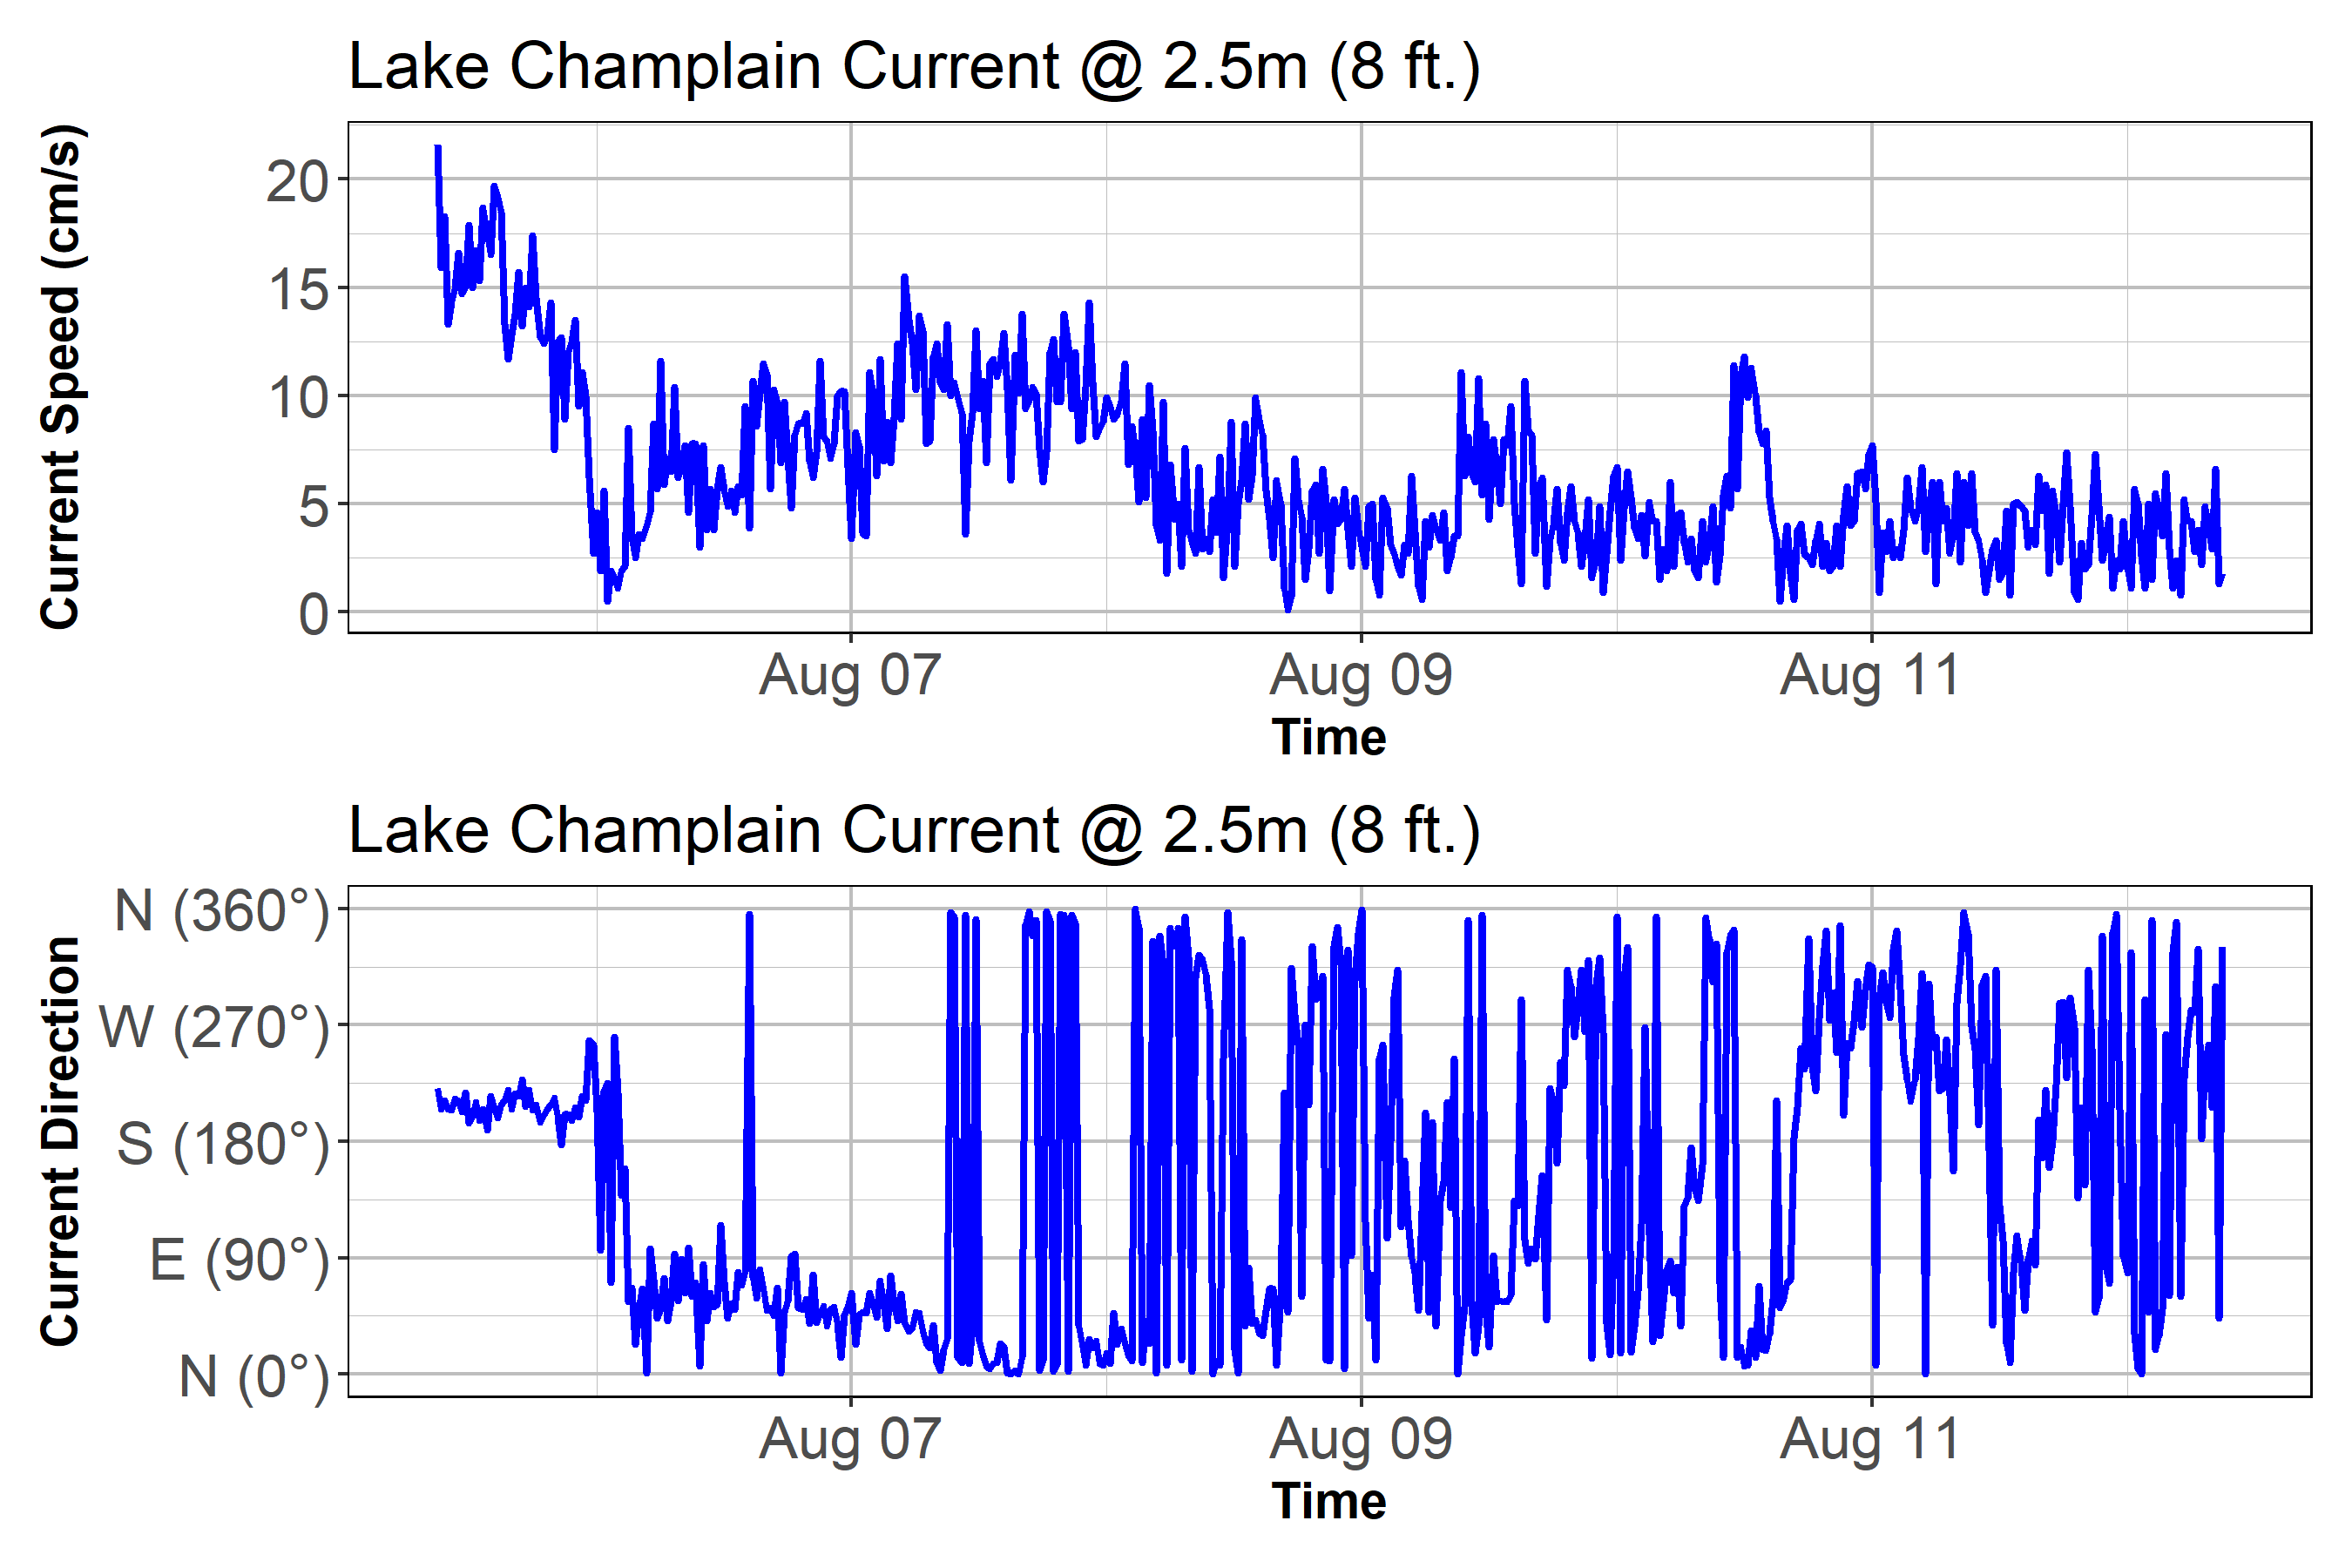 Lake Champlain Current @ 2.5m (8 ft.)
Current Speed (cm/s)
20
15
10
5
0
Aug 07 Aug 09 Aug 11
Time
Lake Champlain Current @ 2.5m (8 ft.)
Current Direction
N (360°)
W (270°)
S (180°)
E (90°)
N (0°)
Aug 07 Aug 09 Aug 11
Time